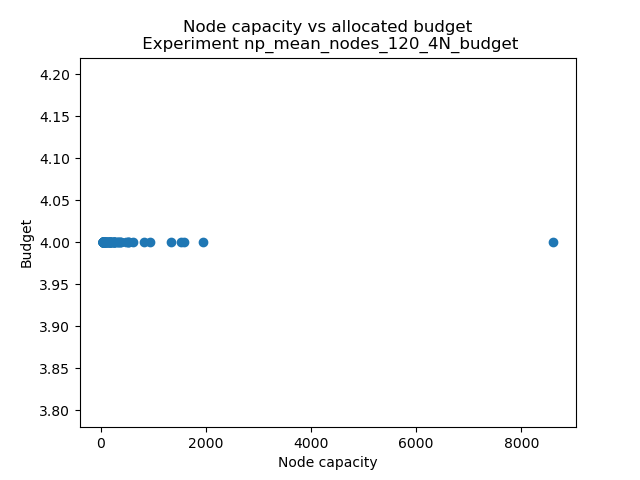 Node capacity vs allocated budget
Experiment np_mean_nodes_120_4N_budget
4.20
4.15
4.10
4.05
4.00
3.95
3.90
3.85
3.80
Budget
0 2000 4000 6000 8000
Node capacity